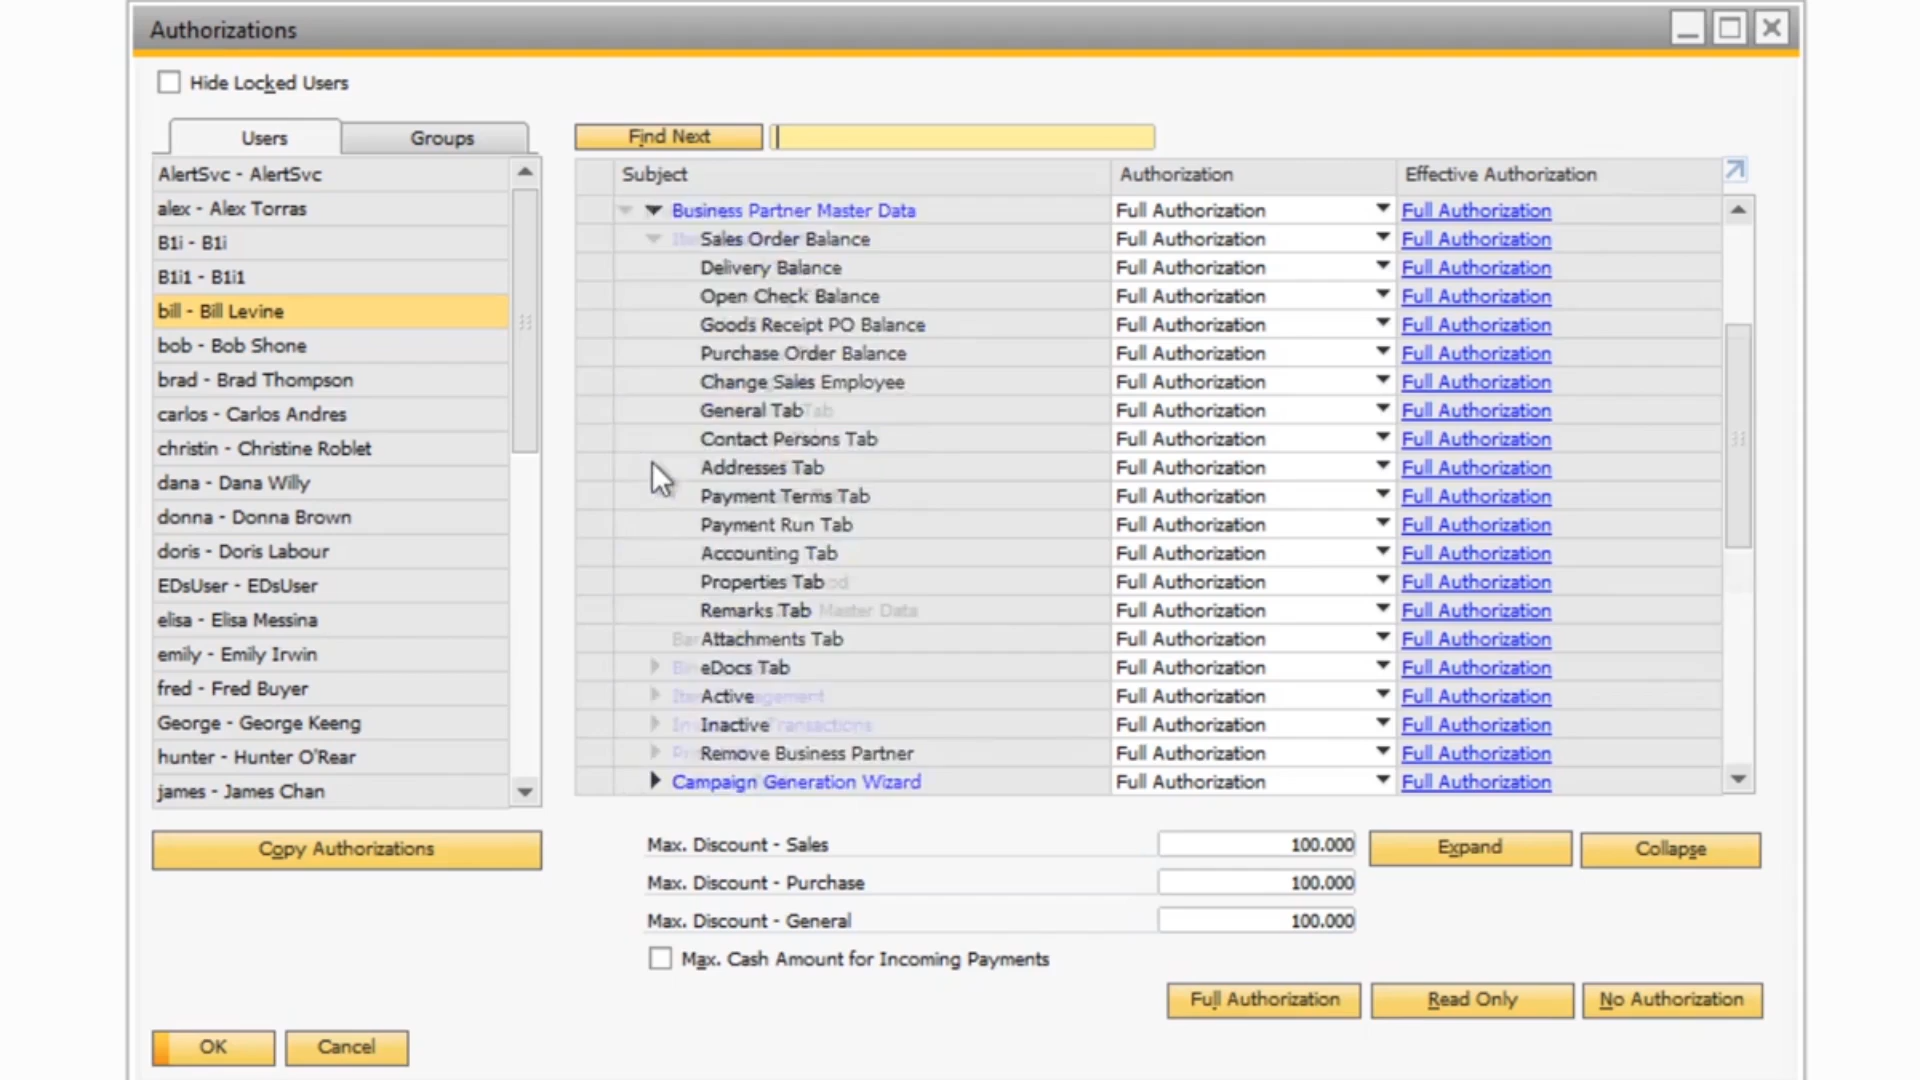 Authorizations
Hide Locked Users
Users Groups
AlertSvc - AlertSvc
alex - Alex Torras
B1i - B1i
B1i1 - B1i1
bill - Bill Levine
bob - Bob Shone
brad - Brad Thompson
carlos - Carlos Andres
christin - Christine Roblet
dana - Dana Willy
donna - Donna Brown
doris - Doris Labour
EDsUser - EDsUser
elisa - Elisa Messina
emily - Emily Irwin
fred - Fred Buyer
George - George Keeng
hunter - Hunter O'Rear
james - James Chan
Copy Authorizations
Find Next
Subject Authorization Effective Authorization
Business Partner Master Data Full Authorization Full Authorization
Sales Order Balance Full Authorization Full Authorization
Delivery Balance Full Authorization Full Authorization
Open Check Balance Full Authorization Full Authorization
Goods Receipt PO Balance Full Authorization Full Authorization
Purchase Order Balance Full Authorization Full Authorization
Change Sales Employee Full Authorization Full Authorization
General Tab Full Authorization Full Authorization
Contact Persons Tab Full Authorization Full Authorization
Addresses Tab Full Authorization Full Authorization
Payment Terms Tab Full Authorization Full Authorization
Payment Run Tab Full Authorization Full Authorization
Accounting Tab Full Authorization Full Authorization
Properties Tab Full Authorization Full Authorization
Remarks Tab Master Data Full Authorization Full Authorization
Attachments Tab Full Authorization Full Authorization
eDocs Tab Full Authorization Full Authorization
Active Full Authorization Full Authorization
Inactive Transactions Full Authorization Full Authorization
Remove Business Partner Full Authorization Full Authorization
Campaign Generation Wizard Full Authorization Full Authorization
Max. Discount - Sales 100.000
Expand Collapse
Max. Discount - Purchase 100.000
Max. Discount - General 100.000
Max. Cash Amount for Incoming Payments
Full Authorization Read Only No Authorization
OK Cancel